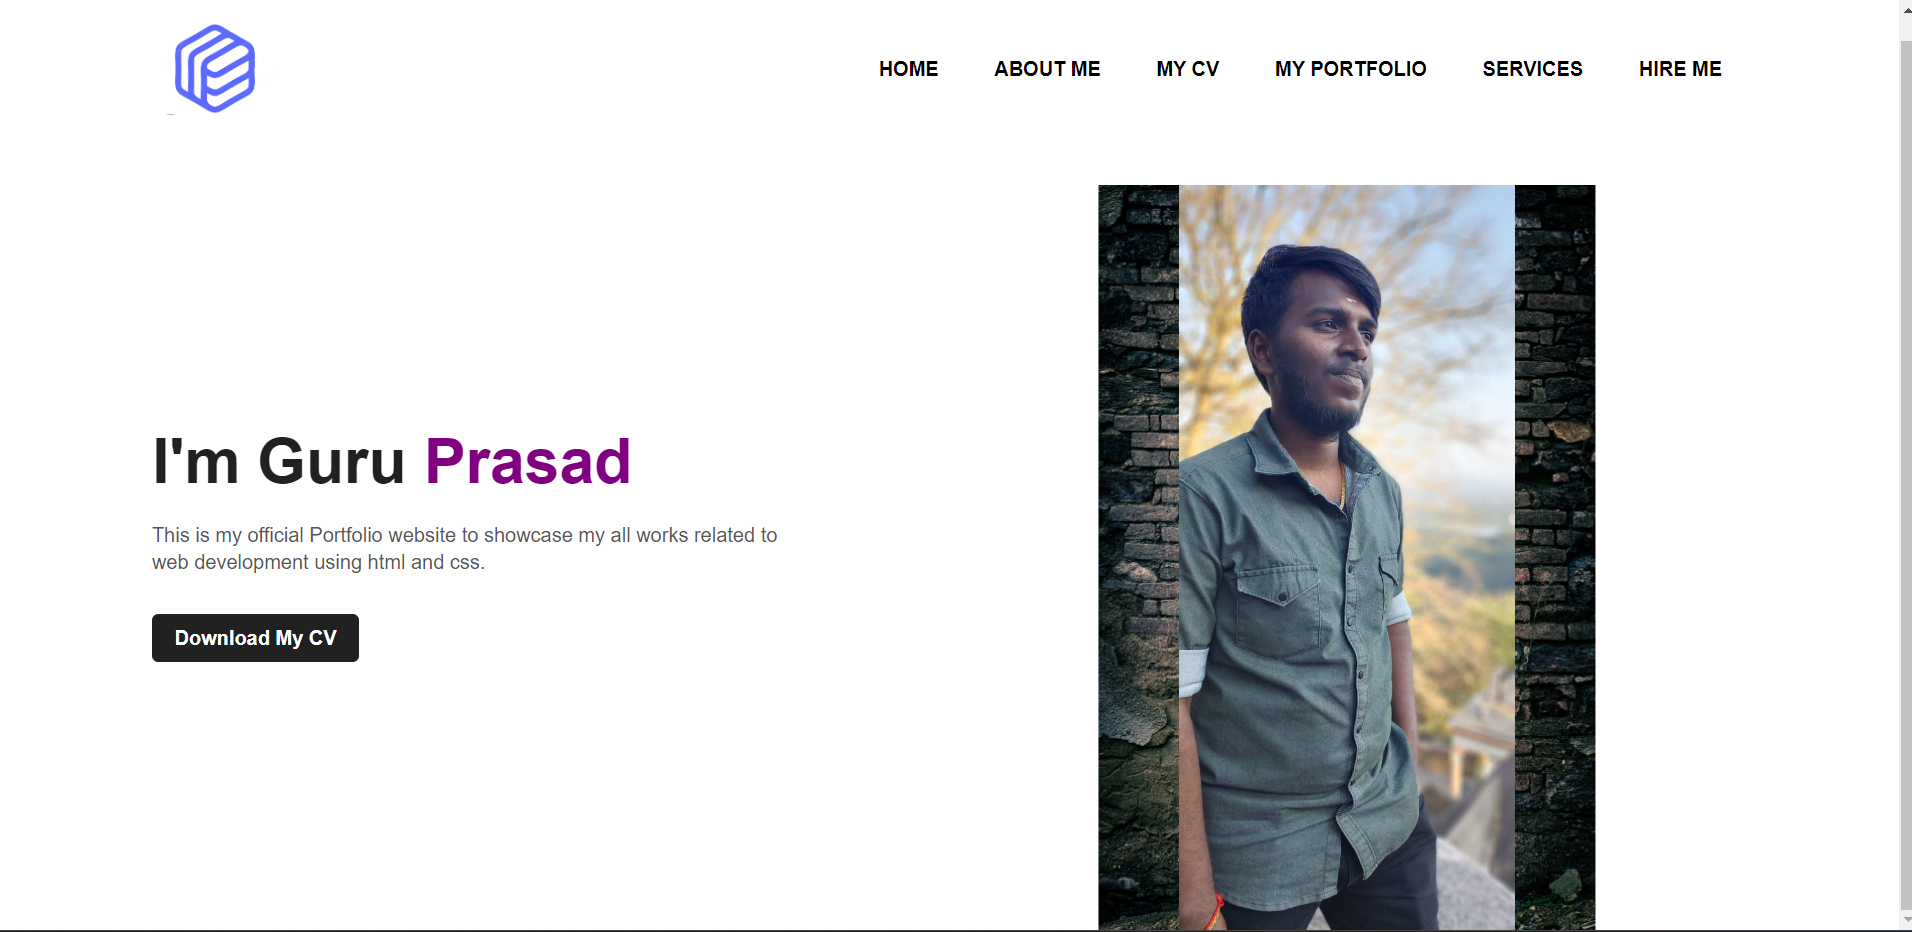 HOME ABOUT ME MY CV MY PORTFOLIO SERVICES HIRE ME
I'm Guru Prasad
This is my official Portfolio website to showcase my all works related to
web development using html and css.
Download My CV